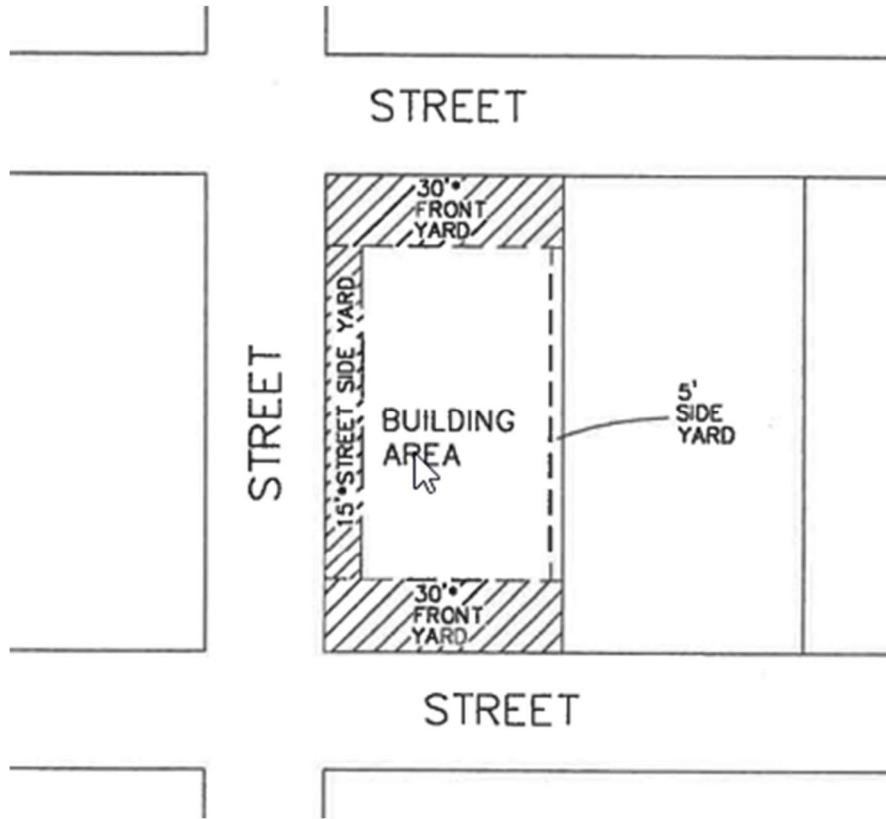 STREET
30'*
FRONT
YARD
15'*STREET SIDE YARD
STREET
BUILDING
AREA
5'
SIDE
YARD
30'*
FRONT
YARD
STREET